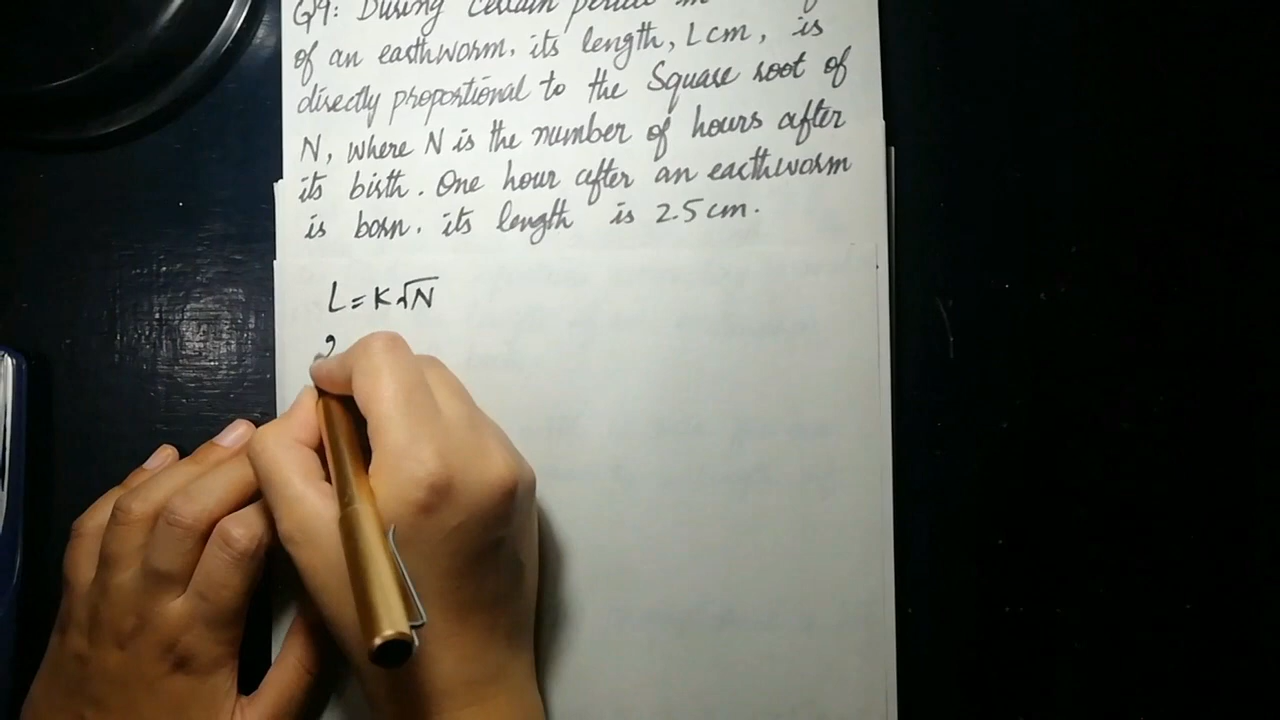 Q9: During Certain period in
of an earthworm, its length, L cm, is
directly proportional to the Square root of
N, where N is the number of hours after
its birth. One hour after an earthworm
is born, its length is 2.5 cm.
L = K√N
2